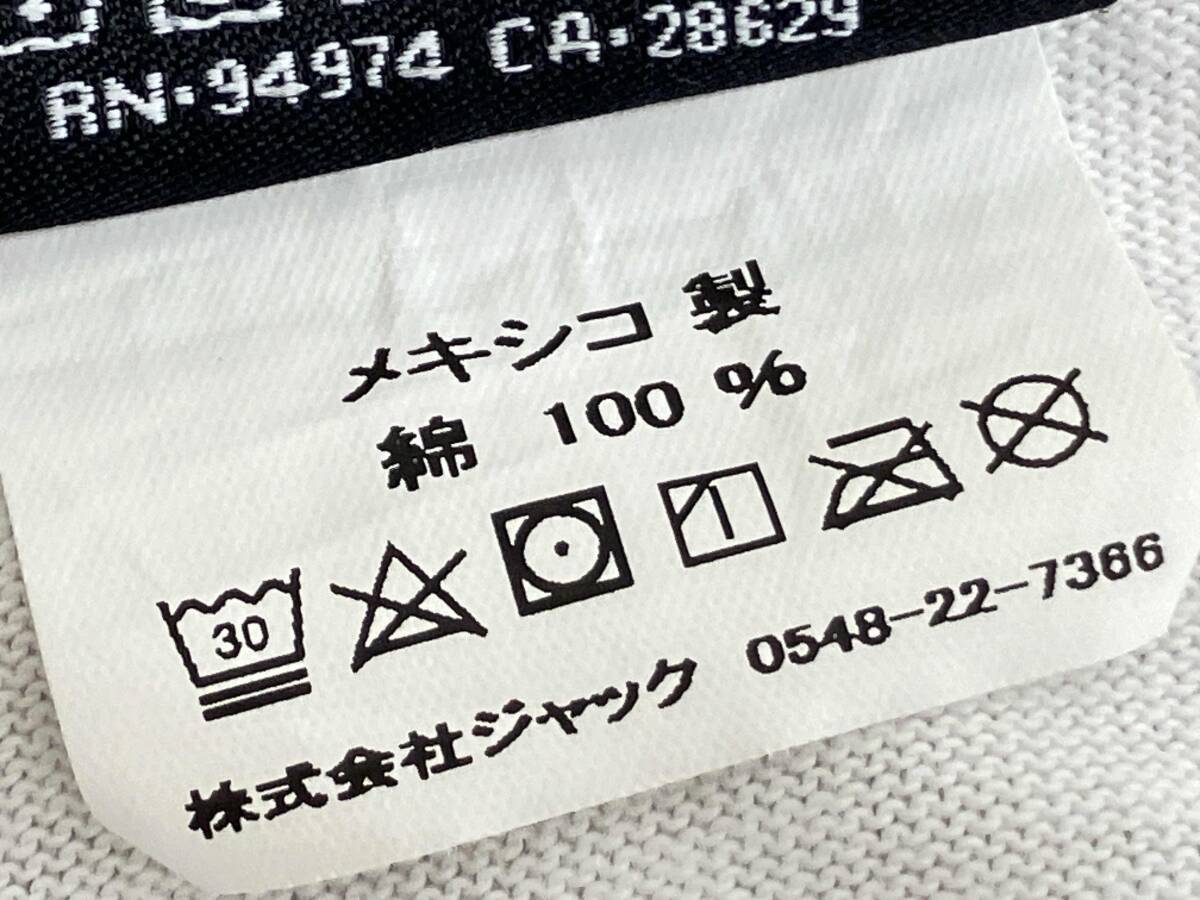 RN·94974 CA·28629
メキシコ 製
綿 100 %
30
株式会社ジャック 0548-22-7366